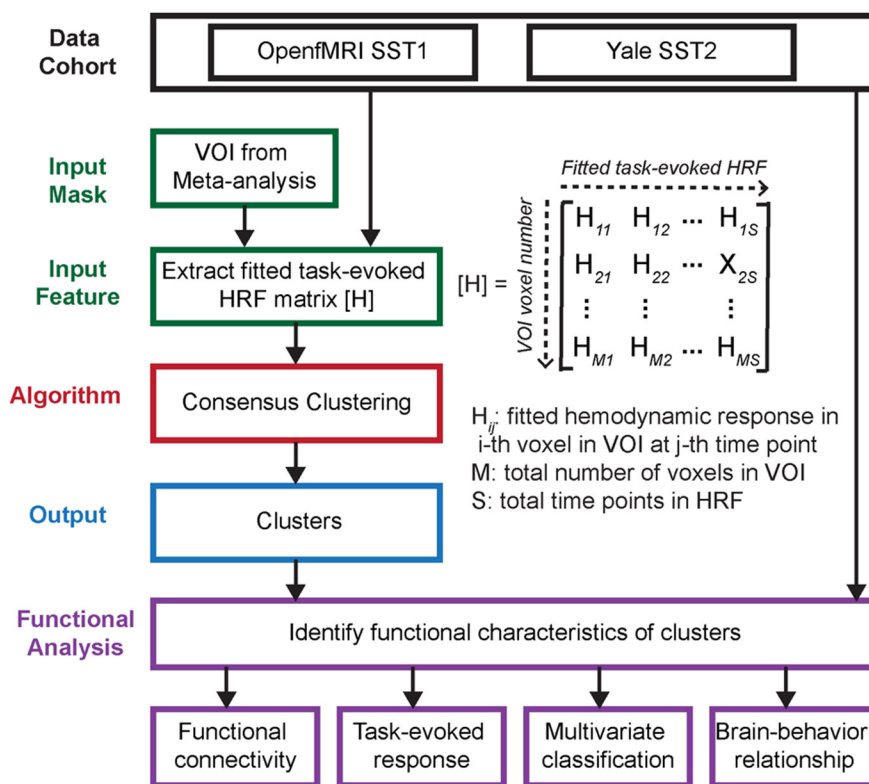 Data
Cohort
OpenfMRI SST1
Yale SST2
Input
Mask
VOI from
Meta-analysis
Input
Feature
Extract fitted task-evoked
HRF matrix [H]
Fitted task-evoked HRF
VOI voxel number
[H] =
H11 H12 ... H1S
H21 H22 ... X2S
⋮ ⋮ ⋮
HM1 HM2 ... HMS
Hij: fitted hemodynamic response in
i-th voxel in VOI at j-th time point
M: total number of voxels in VOI
S: total time points in HRF
Algorithm
Consensus Clustering
Output
Clusters
Functional
Analysis
Identify functional characteristics of clusters
Functional
connectivity
Task-evoked
response
Multivariate
classification
Brain-behavior
relationship